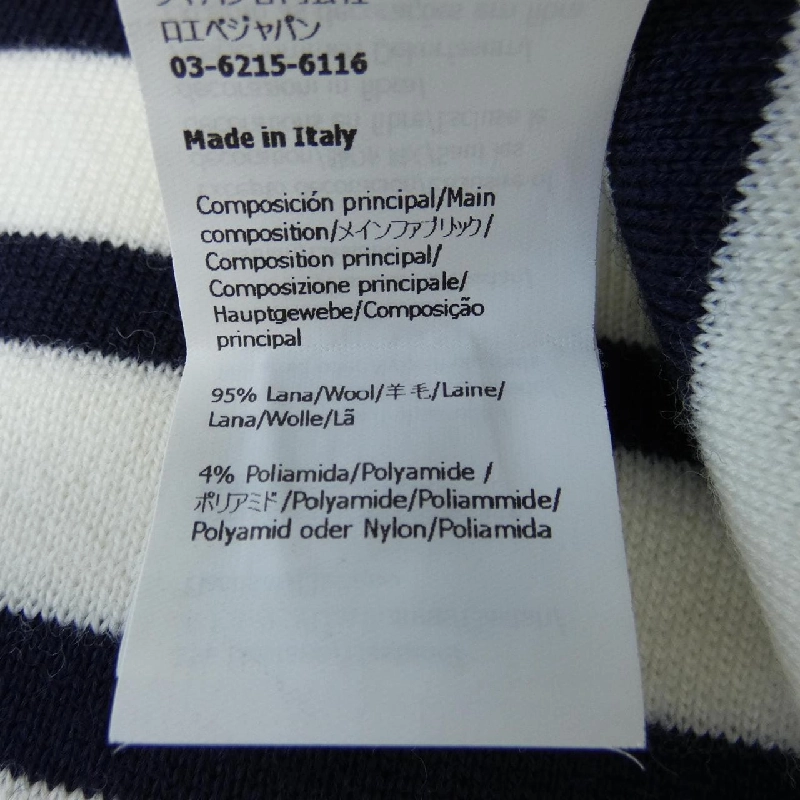 ロエベジャパン
03-6215-6116
Made in Italy
Composición principal/Main
composition/メインファブリック/
Composition principal/
Composizione principale/
Hauptgewebe/Composição
principal
95% Lana/Wool/羊毛/Laine/
Lana/Wolle/Lã
4% Poliamida/Polyamide /
ポリアミド/Polyamide/Poliammide/
Polyamid oder Nylon/Poliamida